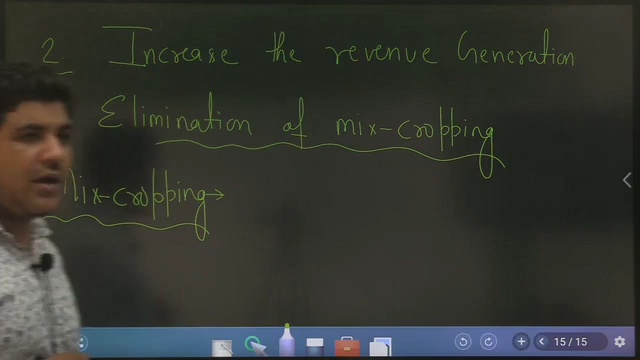 2. Increase the revenue Generation
Elimination of mix-cropping
Mix-cropping →
15 / 15